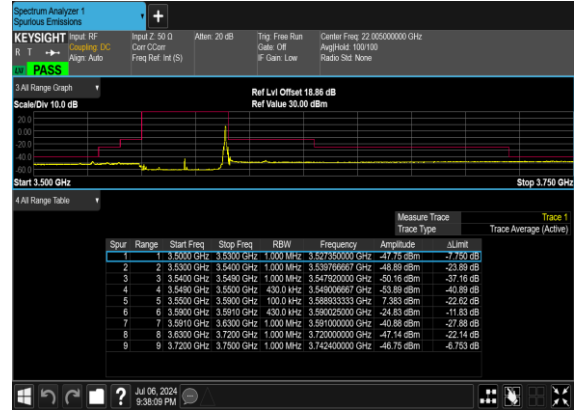 Spectrum Analyzer 1
Spurious Emissions
KEYSIGHT Input: RF Input Z: 50 Ω Atten: 20 dB Trig: Free Run Center Freq: 22.005000000 GHz
R T Coupling: DC Corr CCorr Gate: Off Avg|Hold: 100/100
Align: Auto Freq Ref: Int (S) IF Gain: Low Radio Std: None
PASS
3 All Range Graph
Ref Lvl Offset 18.86 dB
Scale/Div 10.0 dB Ref Value 30.00 dBm
20.0
0.00
-20.0
-40.0
-60.0
Start 3.500 GHz Stop 3.750 GHz
4 All Range Table
Measure Trace Trace 1
Trace Type Trace Average (Active)
Spur Range Start Freq Stop Freq RBW Frequency Amplitude ΔLimit
1 1 3.5000 GHz 3.5300 GHz 1.000 MHz 3.527350000 GHz -47.75 dBm -7.750 dB
2 2 3.5300 GHz 3.5400 GHz 1.000 MHz 3.539766667 GHz -48.89 dBm -23.89 dB
3 3 3.5400 GHz 3.5490 GHz 1.000 MHz 3.547920000 GHz -50.16 dBm -37.16 dB
4 4 3.5490 GHz 3.5500 GHz 430.0 kHz 3.549006667 GHz -53.89 dBm -40.89 dB
5 5 3.5500 GHz 3.5900 GHz 100.0 kHz 3.588933333 GHz 7.383 dBm -22.62 dB
6 6 3.5900 GHz 3.5910 GHz 430.0 kHz 3.590025000 GHz -24.83 dBm -11.83 dB
7 7 3.5910 GHz 3.6300 GHz 1.000 MHz 3.591000000 GHz -40.88 dBm -27.88 dB
8 8 3.6300 GHz 3.7200 GHz 1.000 MHz 3.720000000 GHz -47.14 dBm -22.14 dB
9 9 3.7200 GHz 3.7500 GHz 1.000 MHz 3.742400000 GHz -46.75 dBm -6.753 dB
Jul 06, 2024
9:38:09 PM